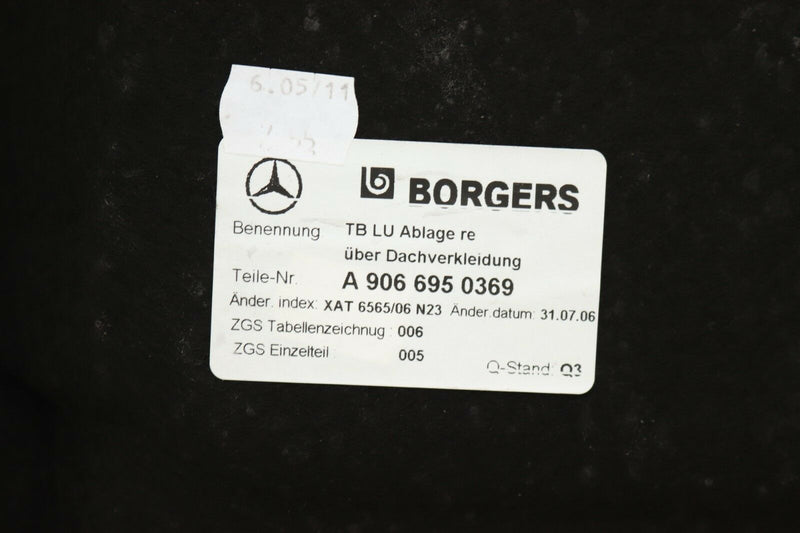 6.05/11
BORGERS
Benennung TB LU Ablage re
über Dachverkleidung
Teile-Nr. A 906 695 0369
Änder. index: XAT 6565/06 N23 Änder.datum: 31.07.06
ZGS Tabellenzeichnug : 006
ZGS Einzelteil : 005
Q-Stand: Q3